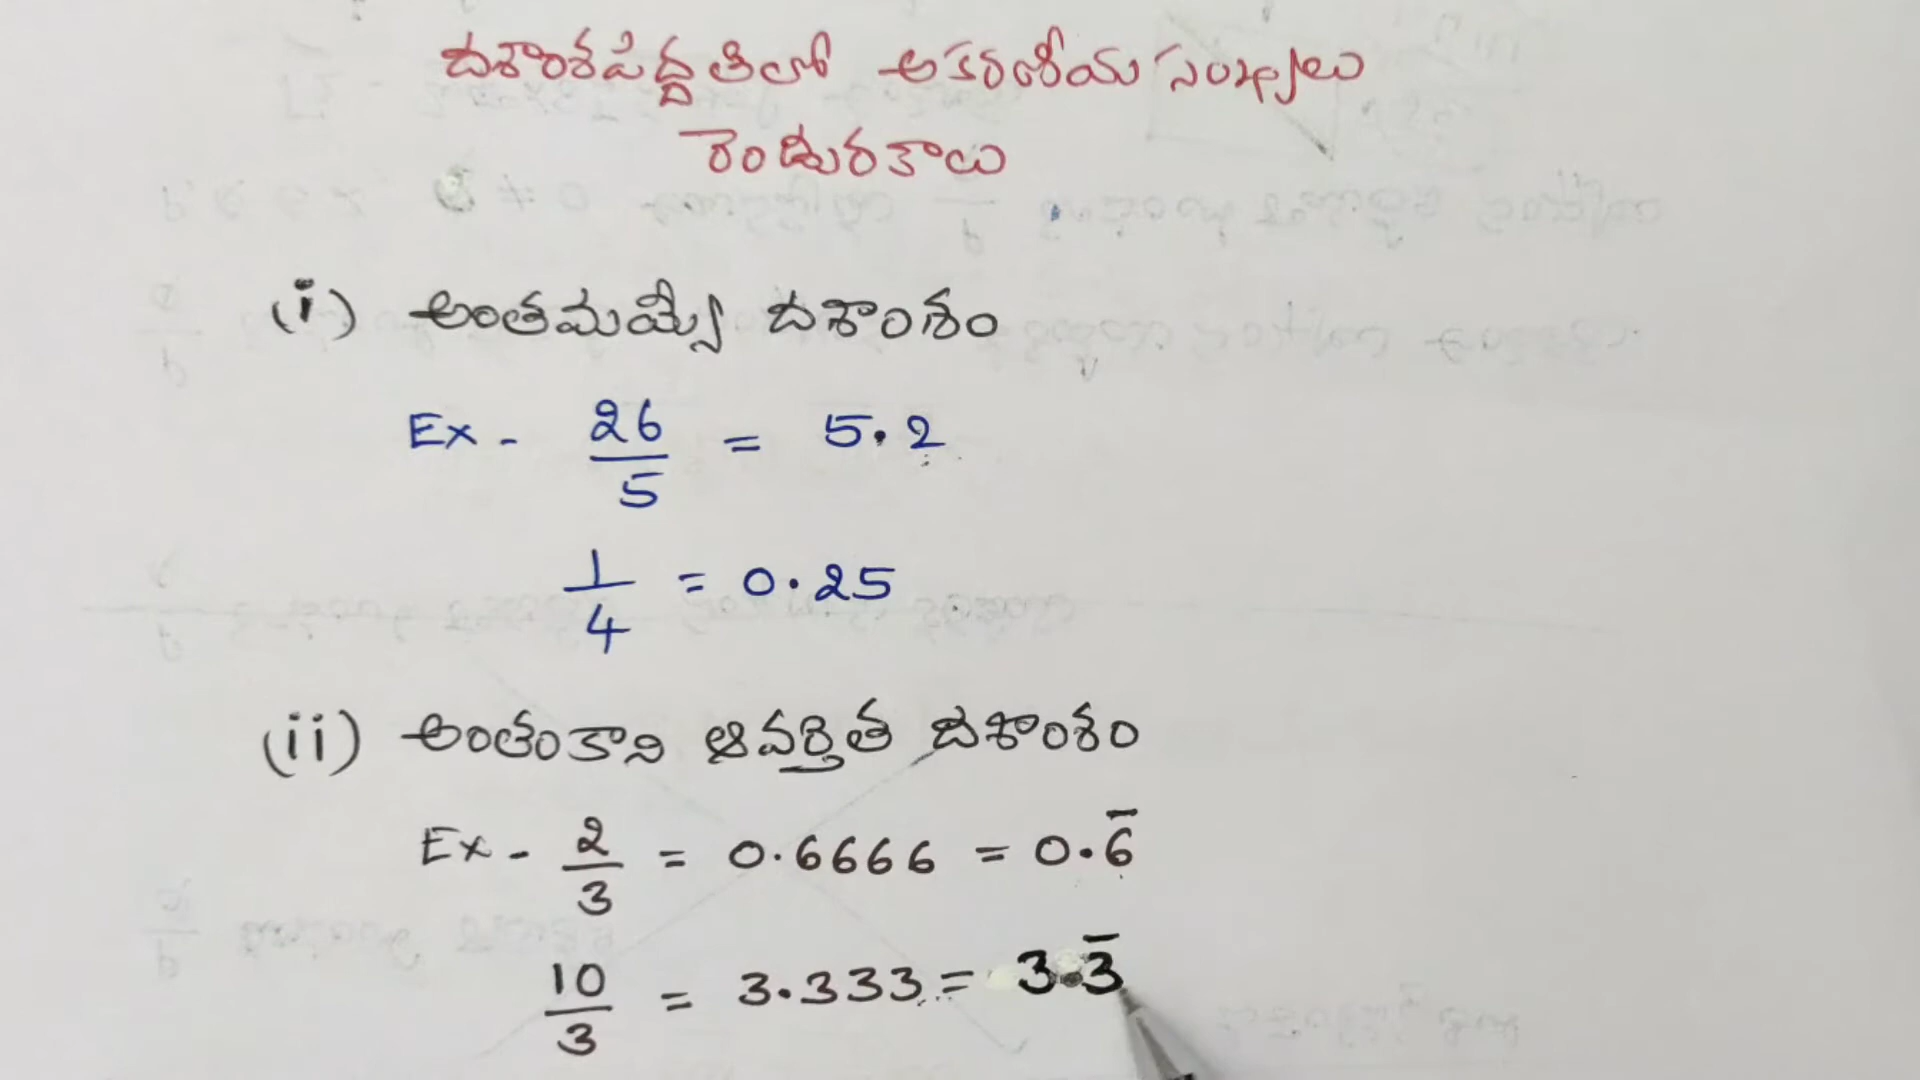 దశాంశపద్ధతిలో అకరణీయ సంఖ్యలు
రెండురకాలు
(i) అంతమయ్యే దశాంశం
Ex - 26/5 = 5.2
1/4 = 0.25
(ii) అంతంకాని ఆవర్తిత దశాంశం
Ex - 2/3 = 0.6666 = 0.6̅
10/3 = 3.333 = 3.3̅